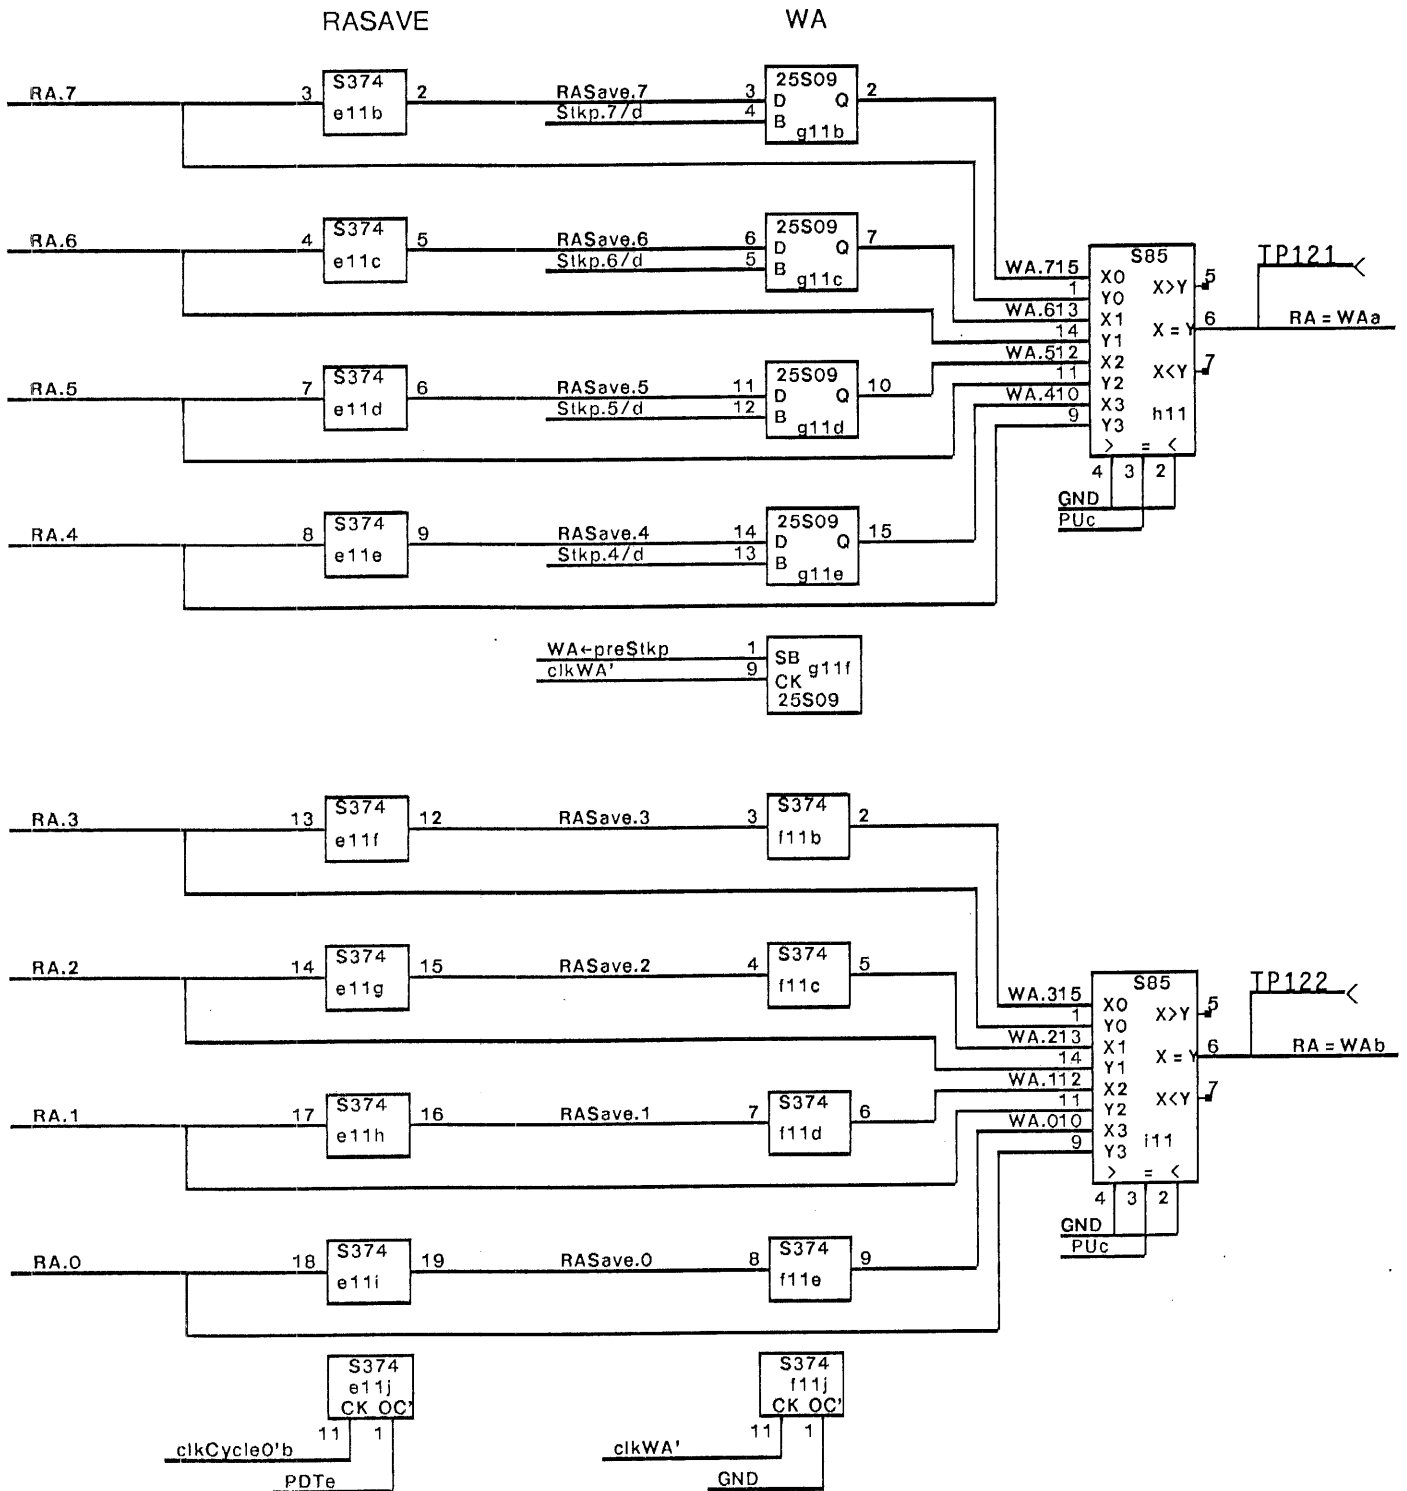 RASAVE WA
RA.7 3 S374 e11b 2 RASave.7 3 25S09 D Q 2
Stkp.7/d 4 B g11b
RA.6 4 S374 e11c 5 RASave.6 6 25S09 D Q 7
Stkp.6/d 5 B g11c
RA.5 7 S374 e11d 6 RASave.5 11 25S09 D Q 10
Stkp.5/d 12 B g11d
RA.4 8 S374 e11e 9 RASave.4 14 25S09 D Q 15
Stkp.4/d 13 B g11e
S85
WA.715 X0 X>Y 5
1 Y0
WA.613 X1
14 Y1 X=Y 6
WA.512 X2
11 Y2 X<Y 7
WA.410 X3
9 Y3 h11
> = <
4 3 2
GND
PUc
TP121
RA=WAa
WA←preStkp 1 SB g11f
clkWA' 9 CK
25S09
RA.3 13 S374 e11f 12 RASave.3 3 S374 f11b 2
RA.2 14 S374 e11g 15 RASave.2 4 S374 f11c 5
RA.1 17 S374 e11h 16 RASave.1 7 S374 f11d 6
RA.0 18 S374 e11i 19 RASave.0 8 S374 f11e 9
S85
WA.315 X0 X>Y 5
1 Y0
WA.213 X1
14 Y1 X=Y 6
WA.112 X2
11 Y2 X<Y 7
WA.010 X3
9 Y3 i11
> = <
4 3 2
GND
PUc
TP122
RA=WAb
S374
e11j
CK OC'
11 1
clkCycle0'b
PDTe
S374
f11j
CK OC'
11 1
clkWA'
GND